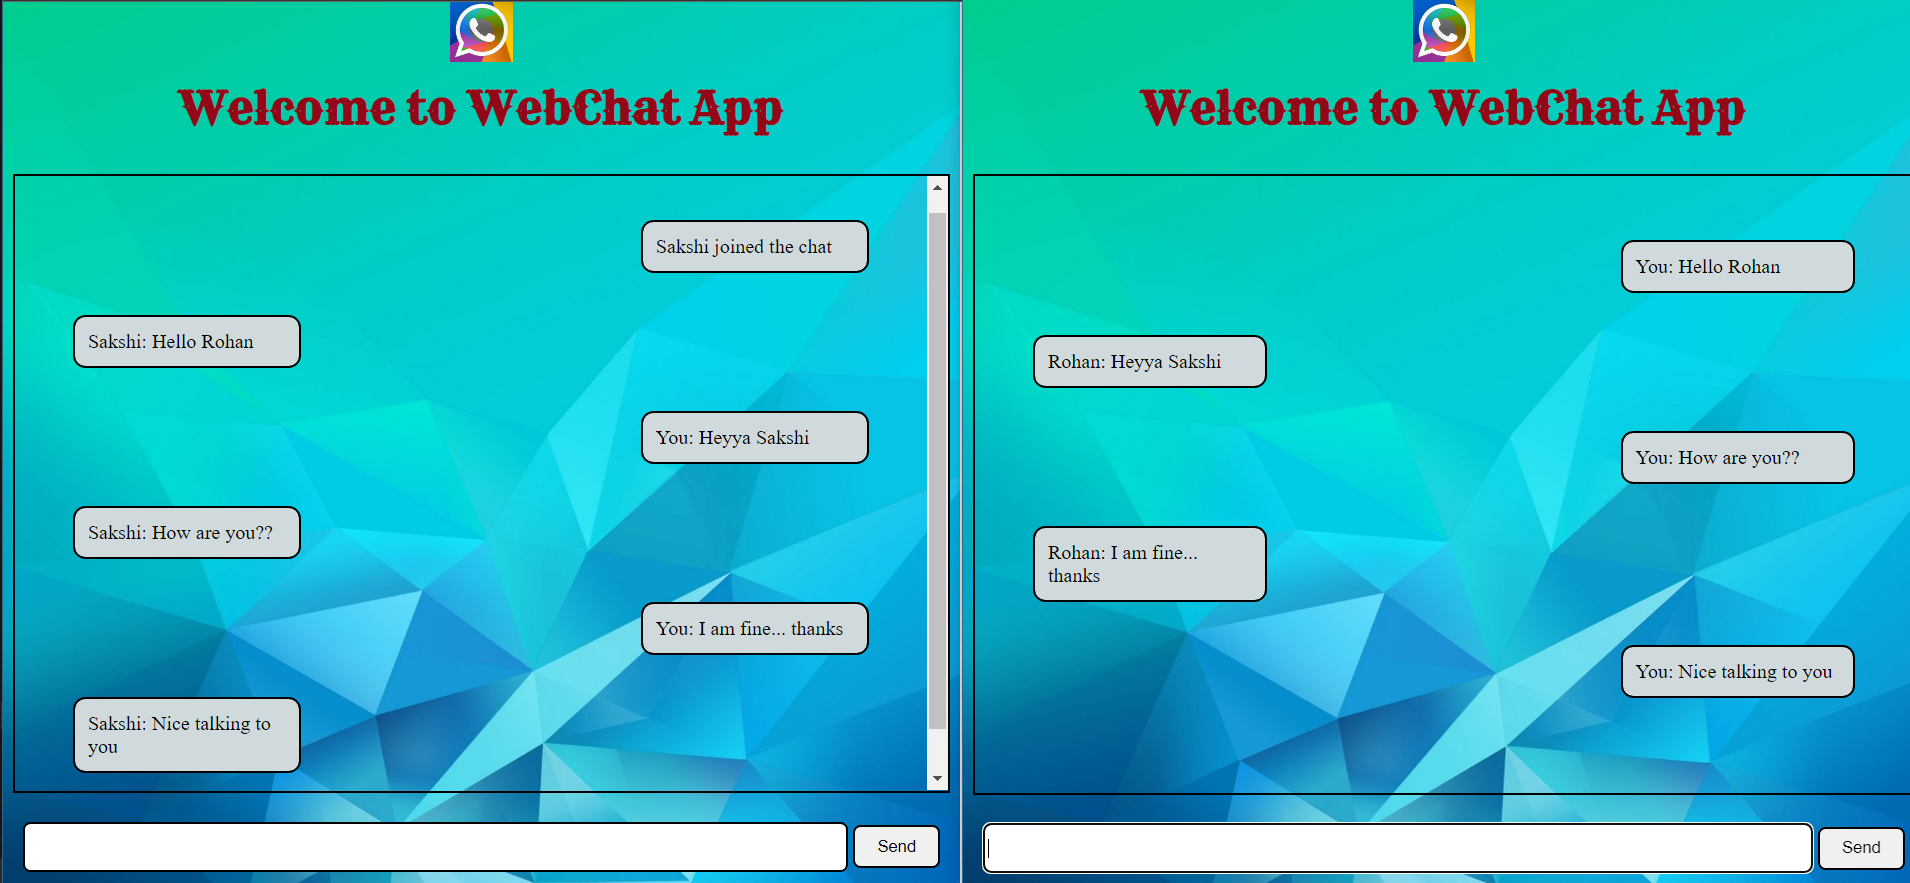 Welcome to WebChat App
Sakshi joined the chat
Sakshi: Hello Rohan
You: Heyya Sakshi
Sakshi: How are you??
You: I am fine... thanks
Sakshi: Nice talking to
you
Send
Welcome to WebChat App
You: Hello Rohan
Rohan: Heyya Sakshi
You: How are you??
Rohan: I am fine...
thanks
You: Nice talking to you
Send